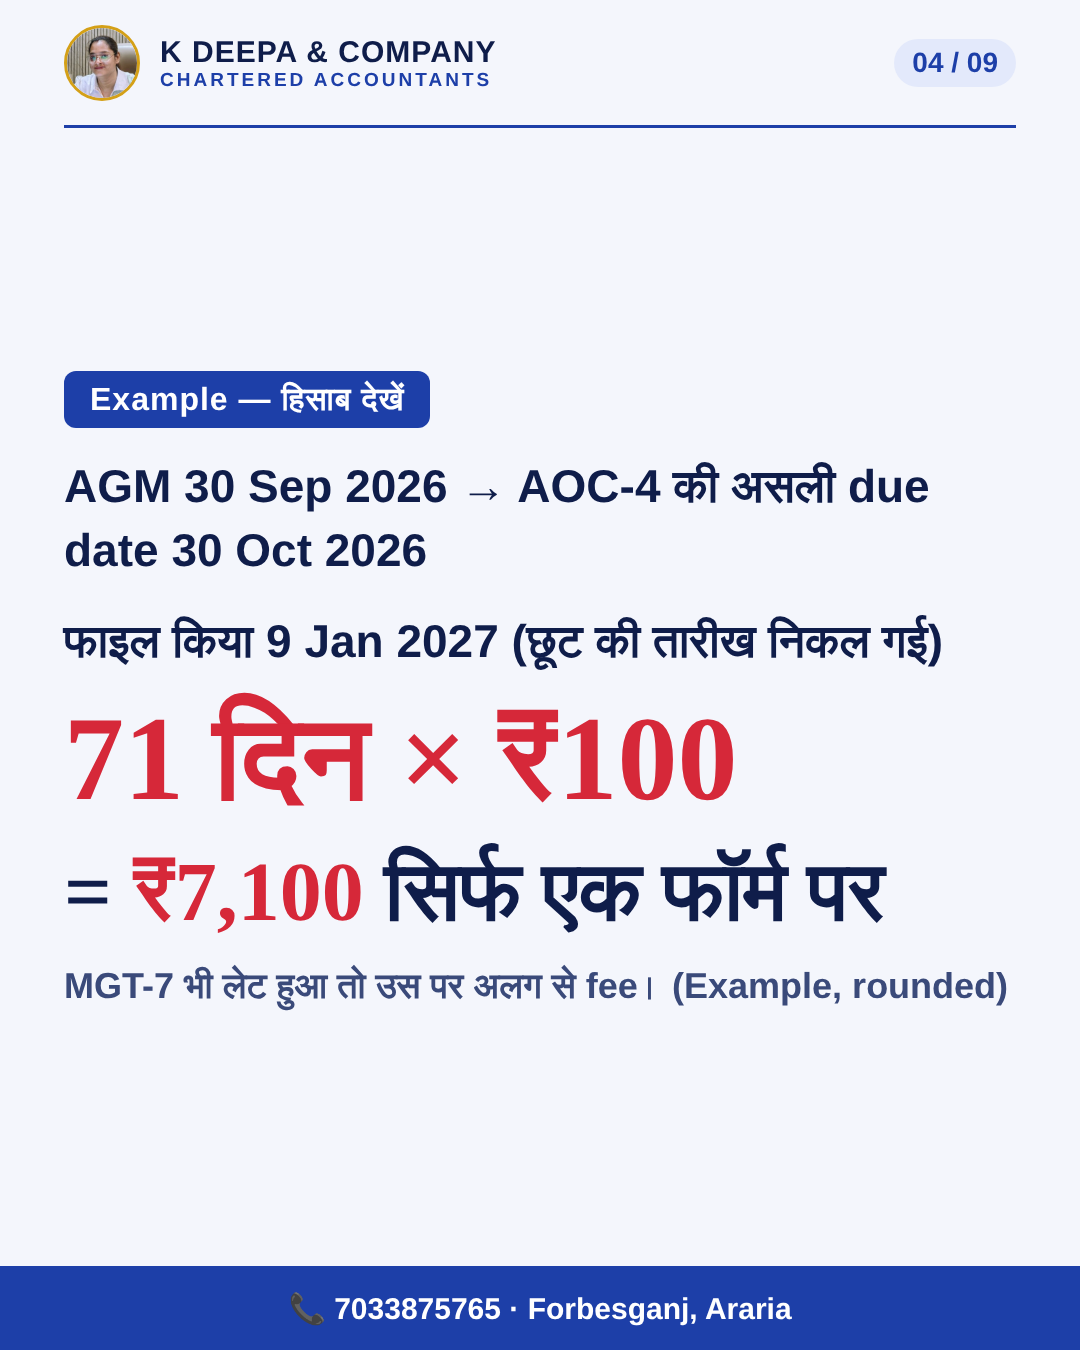 K DEEPA & COMPANY
CHARTERED ACCOUNTANTS
04 / 09
Example — हिसाब देखें
AGM 30 Sep 2026 → AOC-4 की असली due
date 30 Oct 2026
फाइल किया 9 Jan 2027 (छूट की तारीख निकल गई)
71 दिन × ₹100
= ₹7,100 सिर्फ एक फॉर्म पर
MGT-7 भी लेट हुआ तो उस पर अलग से fee। (Example, rounded)
📞 7033875765 · Forbesganj, Araria